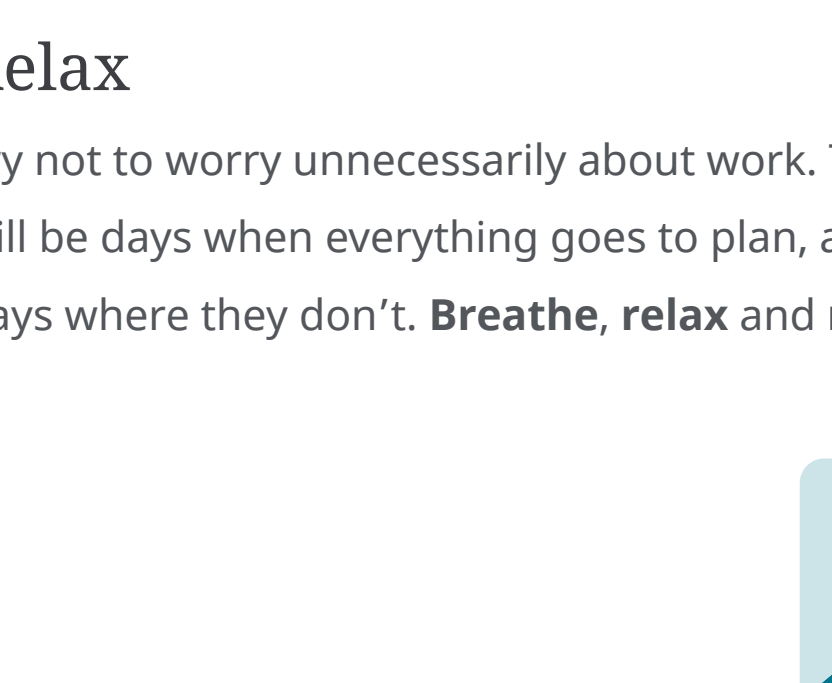 elax
y not to worry unnecessarily about work.
ill be days when everything goes to plan, a
ays where they don’t. **Breathe**, **relax** and